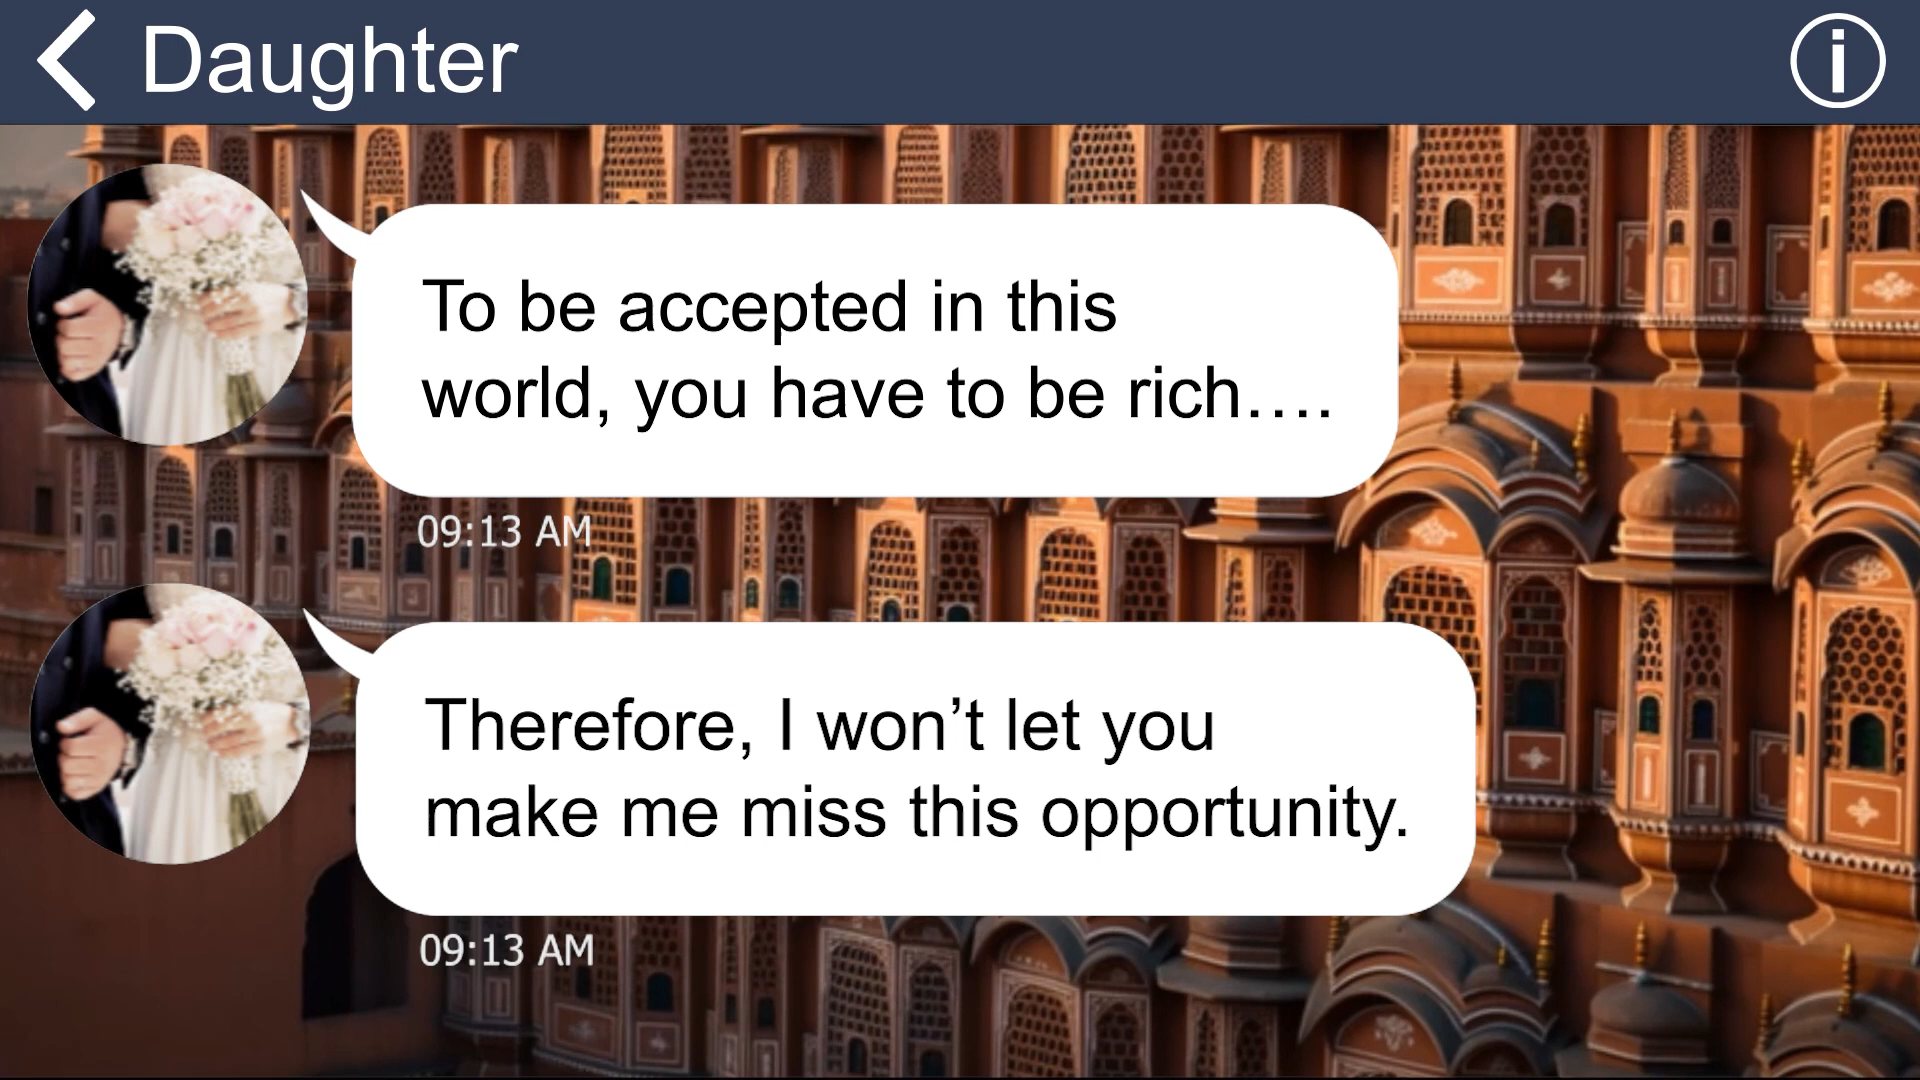 Daughter
To be accepted in this
world, you have to be rich….
09:13 AM
Therefore, I won’t let you
make me miss this opportunity.
09:13 AM